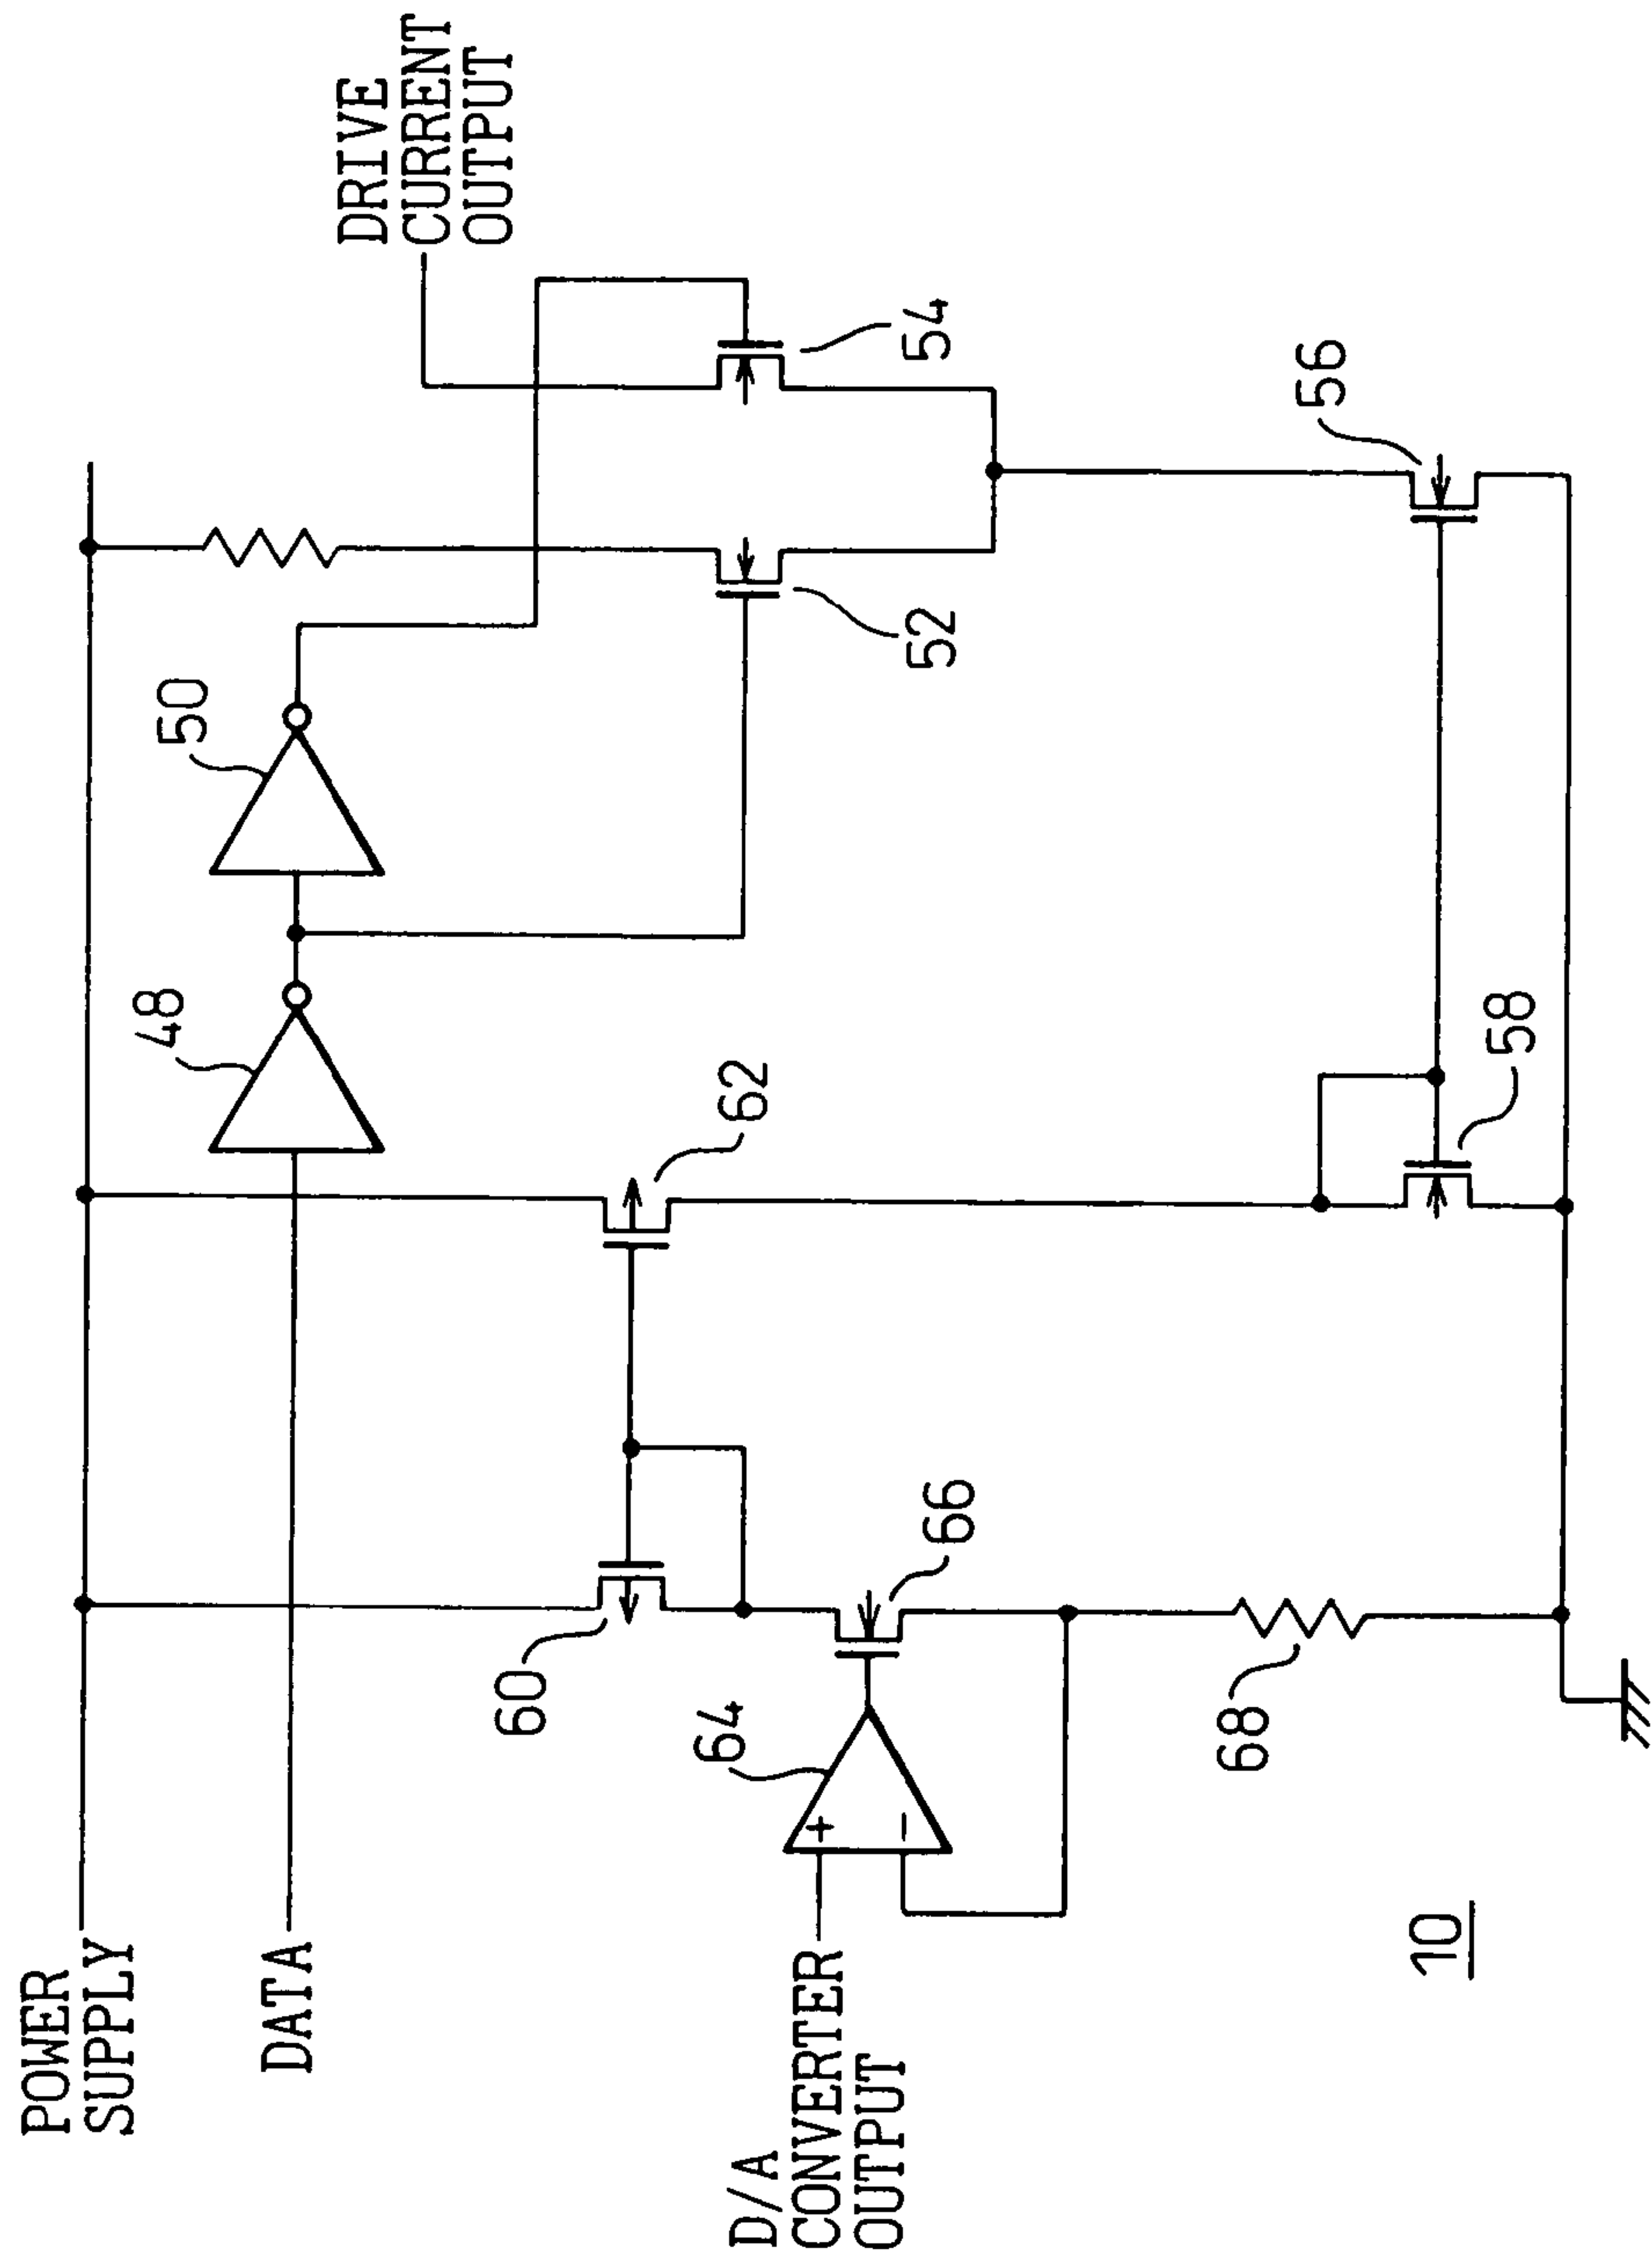 POWER
SUPPLY
DATA
D/A
CONVERTER
OUTPUT
DRIVE
CURRENT
OUTPUT
48
50
52
54
56
58
60
62
64
+
−
66
68
10